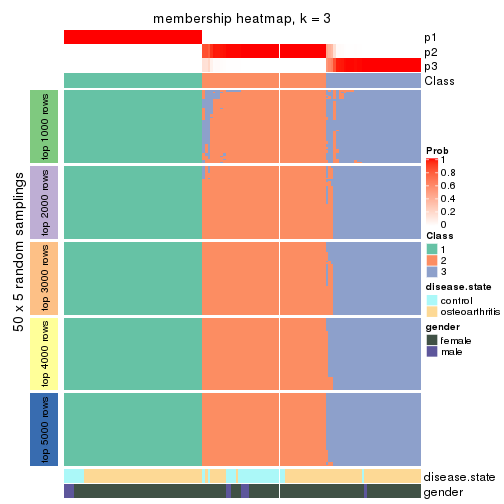 membership heatmap, k = 3
p1
p2
p3
Class
50 x 5 random samplings
top 1000 rows
top 2000 rows
top 3000 rows
top 4000 rows
top 5000 rows
Prob
1
0.8
0.6
0.4
0.2
0
Class
1
2
3
disease.state
control
osteoarthritis
gender
female
male
disease.state
gender